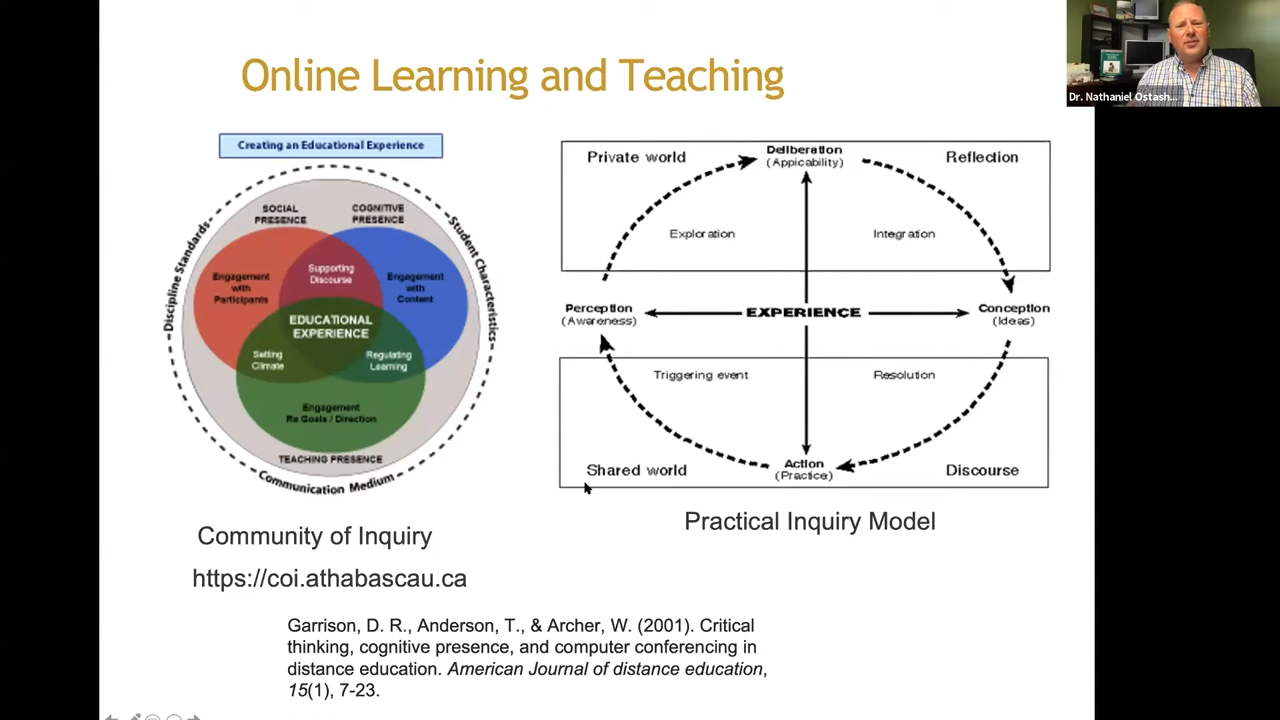 Online Learning and Teaching
Dr. Nathaniel Ostash...
Creating an Educational Experience
SOCIAL
PRESENCE
COGNITIVE
PRESENCE
Discipline Standards
Student Characteristics
Communication Medium
Engagement
with
Participants
Supporting
Discourse
Engagement
with
Content
EDUCATIONAL
EXPERIENCE
Setting
Climate
Regulating
Learning
Engagement
Re Goals / Direction
TEACHING PRESENCE
Private world
Deliberation
(Appicability)
Reflection
Exploration
Integration
Perception
(Awareness)
EXPERIENCE
Conception
(Ideas)
Triggering event
Resolution
Shared world
Action
(Practice)
Discourse
Community of Inquiry
https://coi.athabascau.ca
Practical Inquiry Model
Garrison, D. R., Anderson, T., & Archer, W. (2001). Critical
thinking, cognitive presence, and computer conferencing in
distance education. American Journal of distance education,
15(1), 7-23.